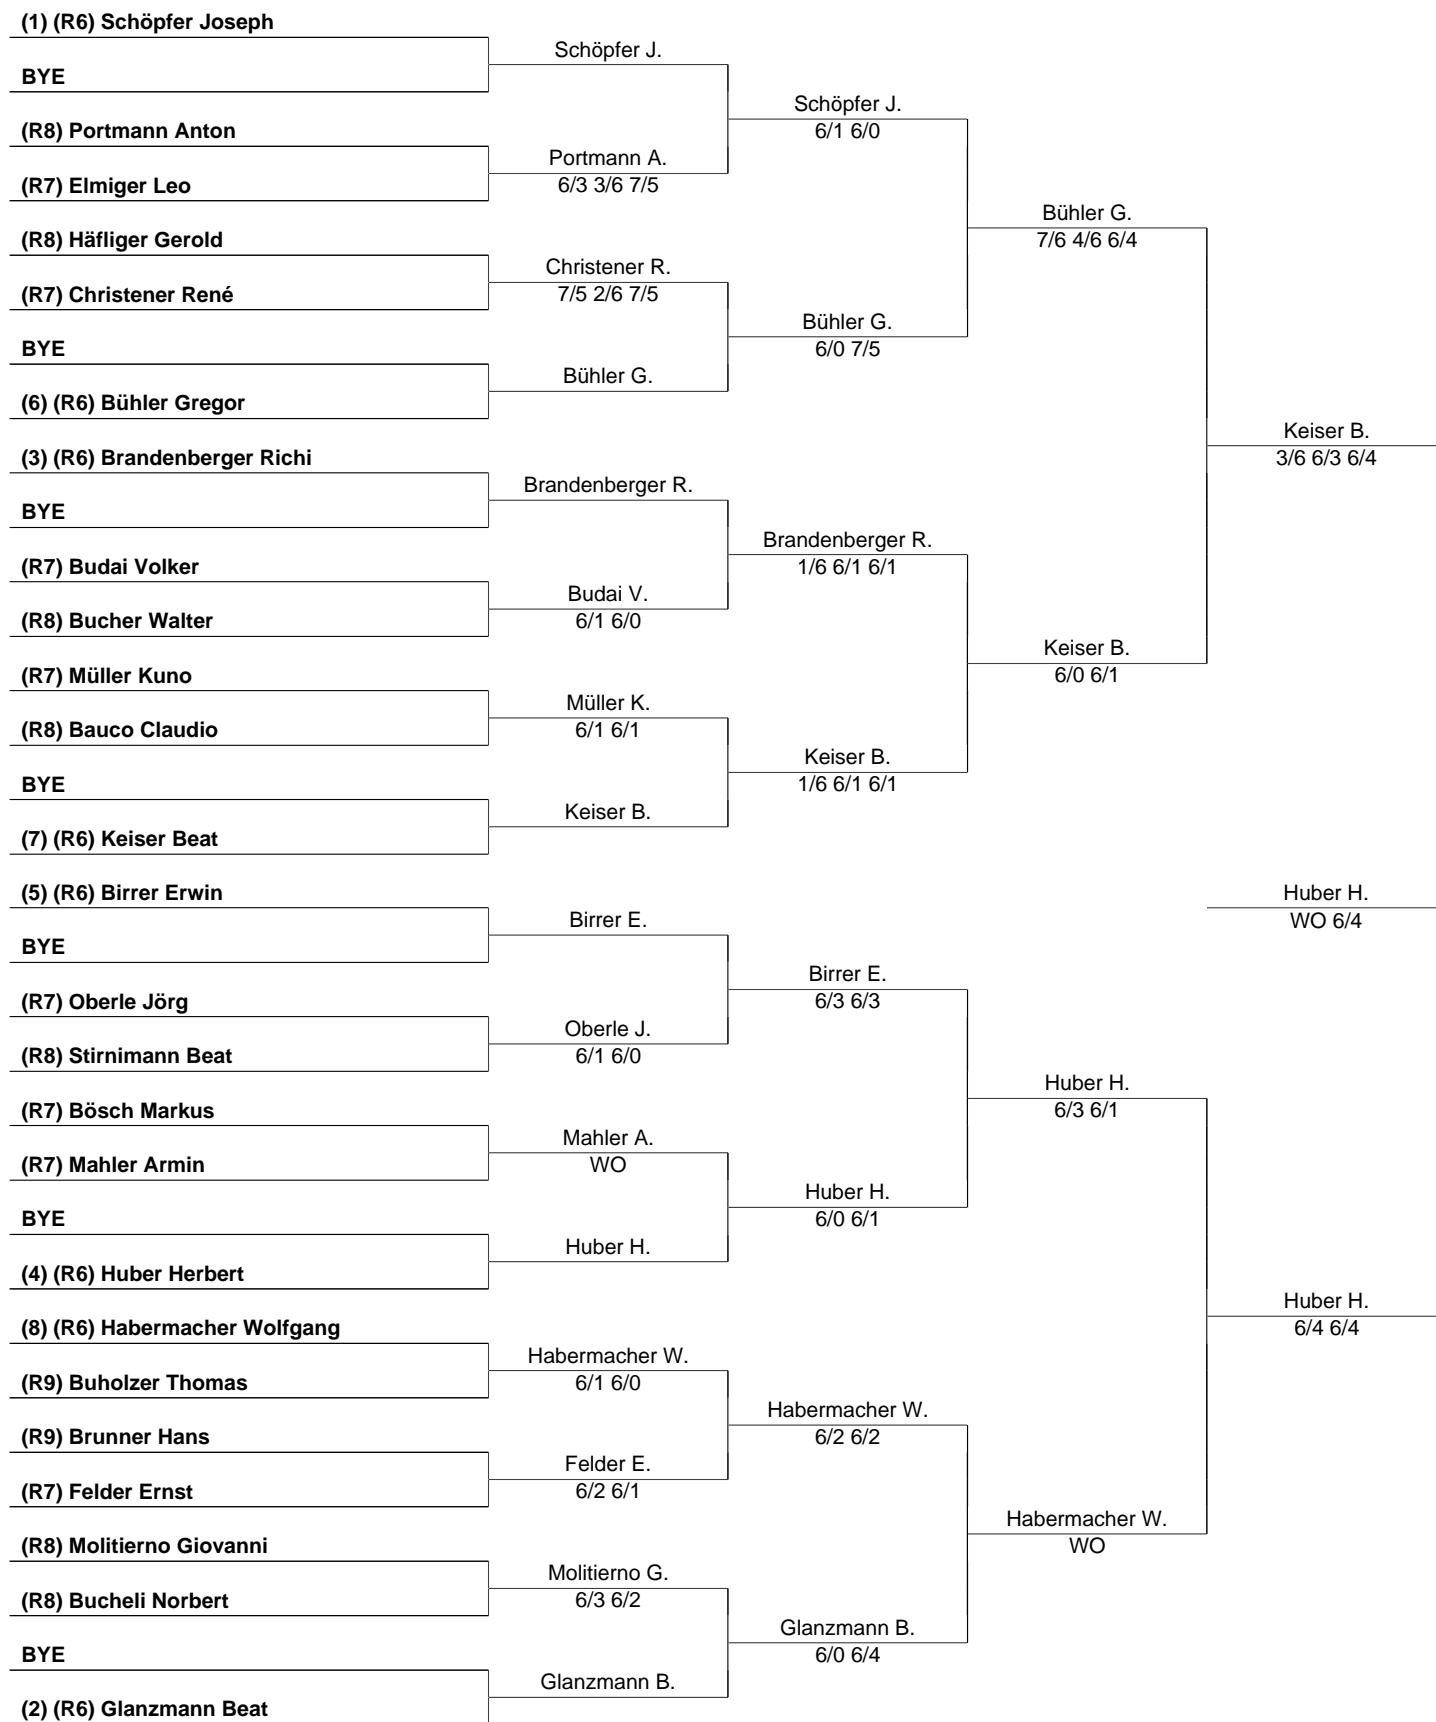 (1) (R6) Schöpfer Joseph
BYE
(R8) Portmann Anton
(R7) Elmiger Leo
(R8) Häfliger Gerold
(R7) Christener René
BYE
(6) (R6) Bühler Gregor
(3) (R6) Brandenberger Richi
BYE
(R7) Budai Volker
(R8) Bucher Walter
(R7) Müller Kuno
(R8) Bauco Claudio
BYE
(7) (R6) Keiser Beat
(5) (R6) Birrer Erwin
BYE
(R7) Oberle Jörg
(R8) Stirnimann Beat
(R7) Bösch Markus
(R7) Mahler Armin
BYE
(4) (R6) Huber Herbert
(8) (R6) Habermacher Wolfgang
(R9) Buholzer Thomas
(R9) Brunner Hans
(R7) Felder Ernst
(R8) Molitierno Giovanni
(R8) Bucheli Norbert
BYE
(2) (R6) Glanzmann Beat
Schöpfer J.
Portmann A.
6/3 3/6 7/5
Christener R.
7/5 2/6 7/5
Bühler G.
Brandenberger R.
Budai V.
6/1 6/0
Müller K.
6/1 6/1
Keiser B.
Birrer E.
Oberle J.
6/1 6/0
Mahler A.
WO
Huber H.
Habermacher W.
6/1 6/0
Felder E.
6/2 6/1
Molitierno G.
6/3 6/2
Glanzmann B.
Schöpfer J.
6/1 6/0
Bühler G.
6/0 7/5
Brandenberger R.
1/6 6/1 6/1
Keiser B.
1/6 6/1 6/1
Birrer E.
6/3 6/3
Huber H.
6/0 6/1
Habermacher W.
6/2 6/2
Glanzmann B.
6/0 6/4
Bühler G.
7/6 4/6 6/4
Keiser B.
6/0 6/1
Huber H.
6/3 6/1
Habermacher W.
WO
Keiser B.
3/6 6/3 6/4
Huber H.
WO 6/4
Huber H.
6/4 6/4